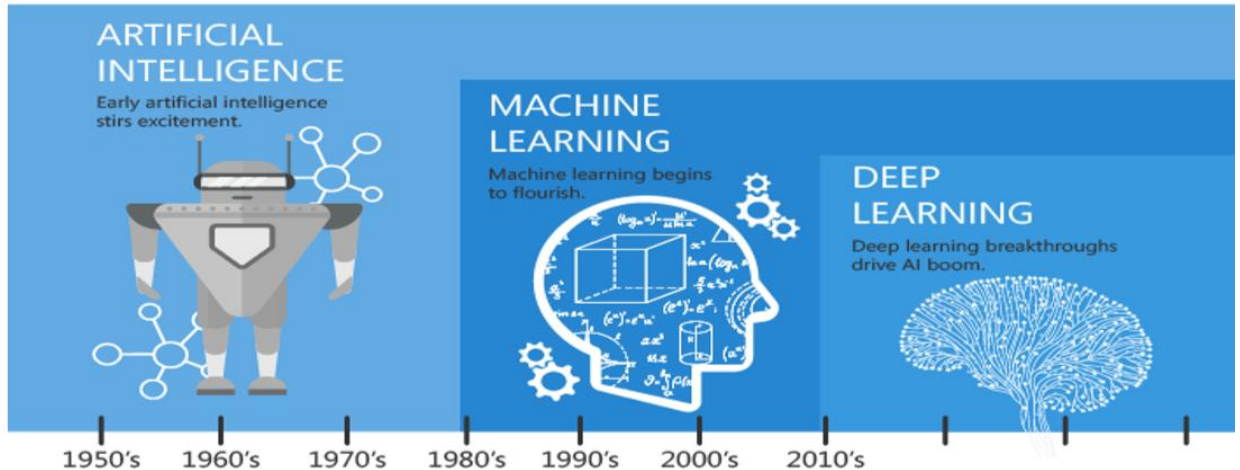 ARTIFICIAL
INTELLIGENCE
Early artificial intelligence
stirs excitement.
MACHINE
LEARNING
Machine learning begins
to flourish.
DEEP
LEARNING
Deep learning breakthroughs
drive AI boom.
1950's 1960's 1970's 1980's 1990's 2000's 2010's